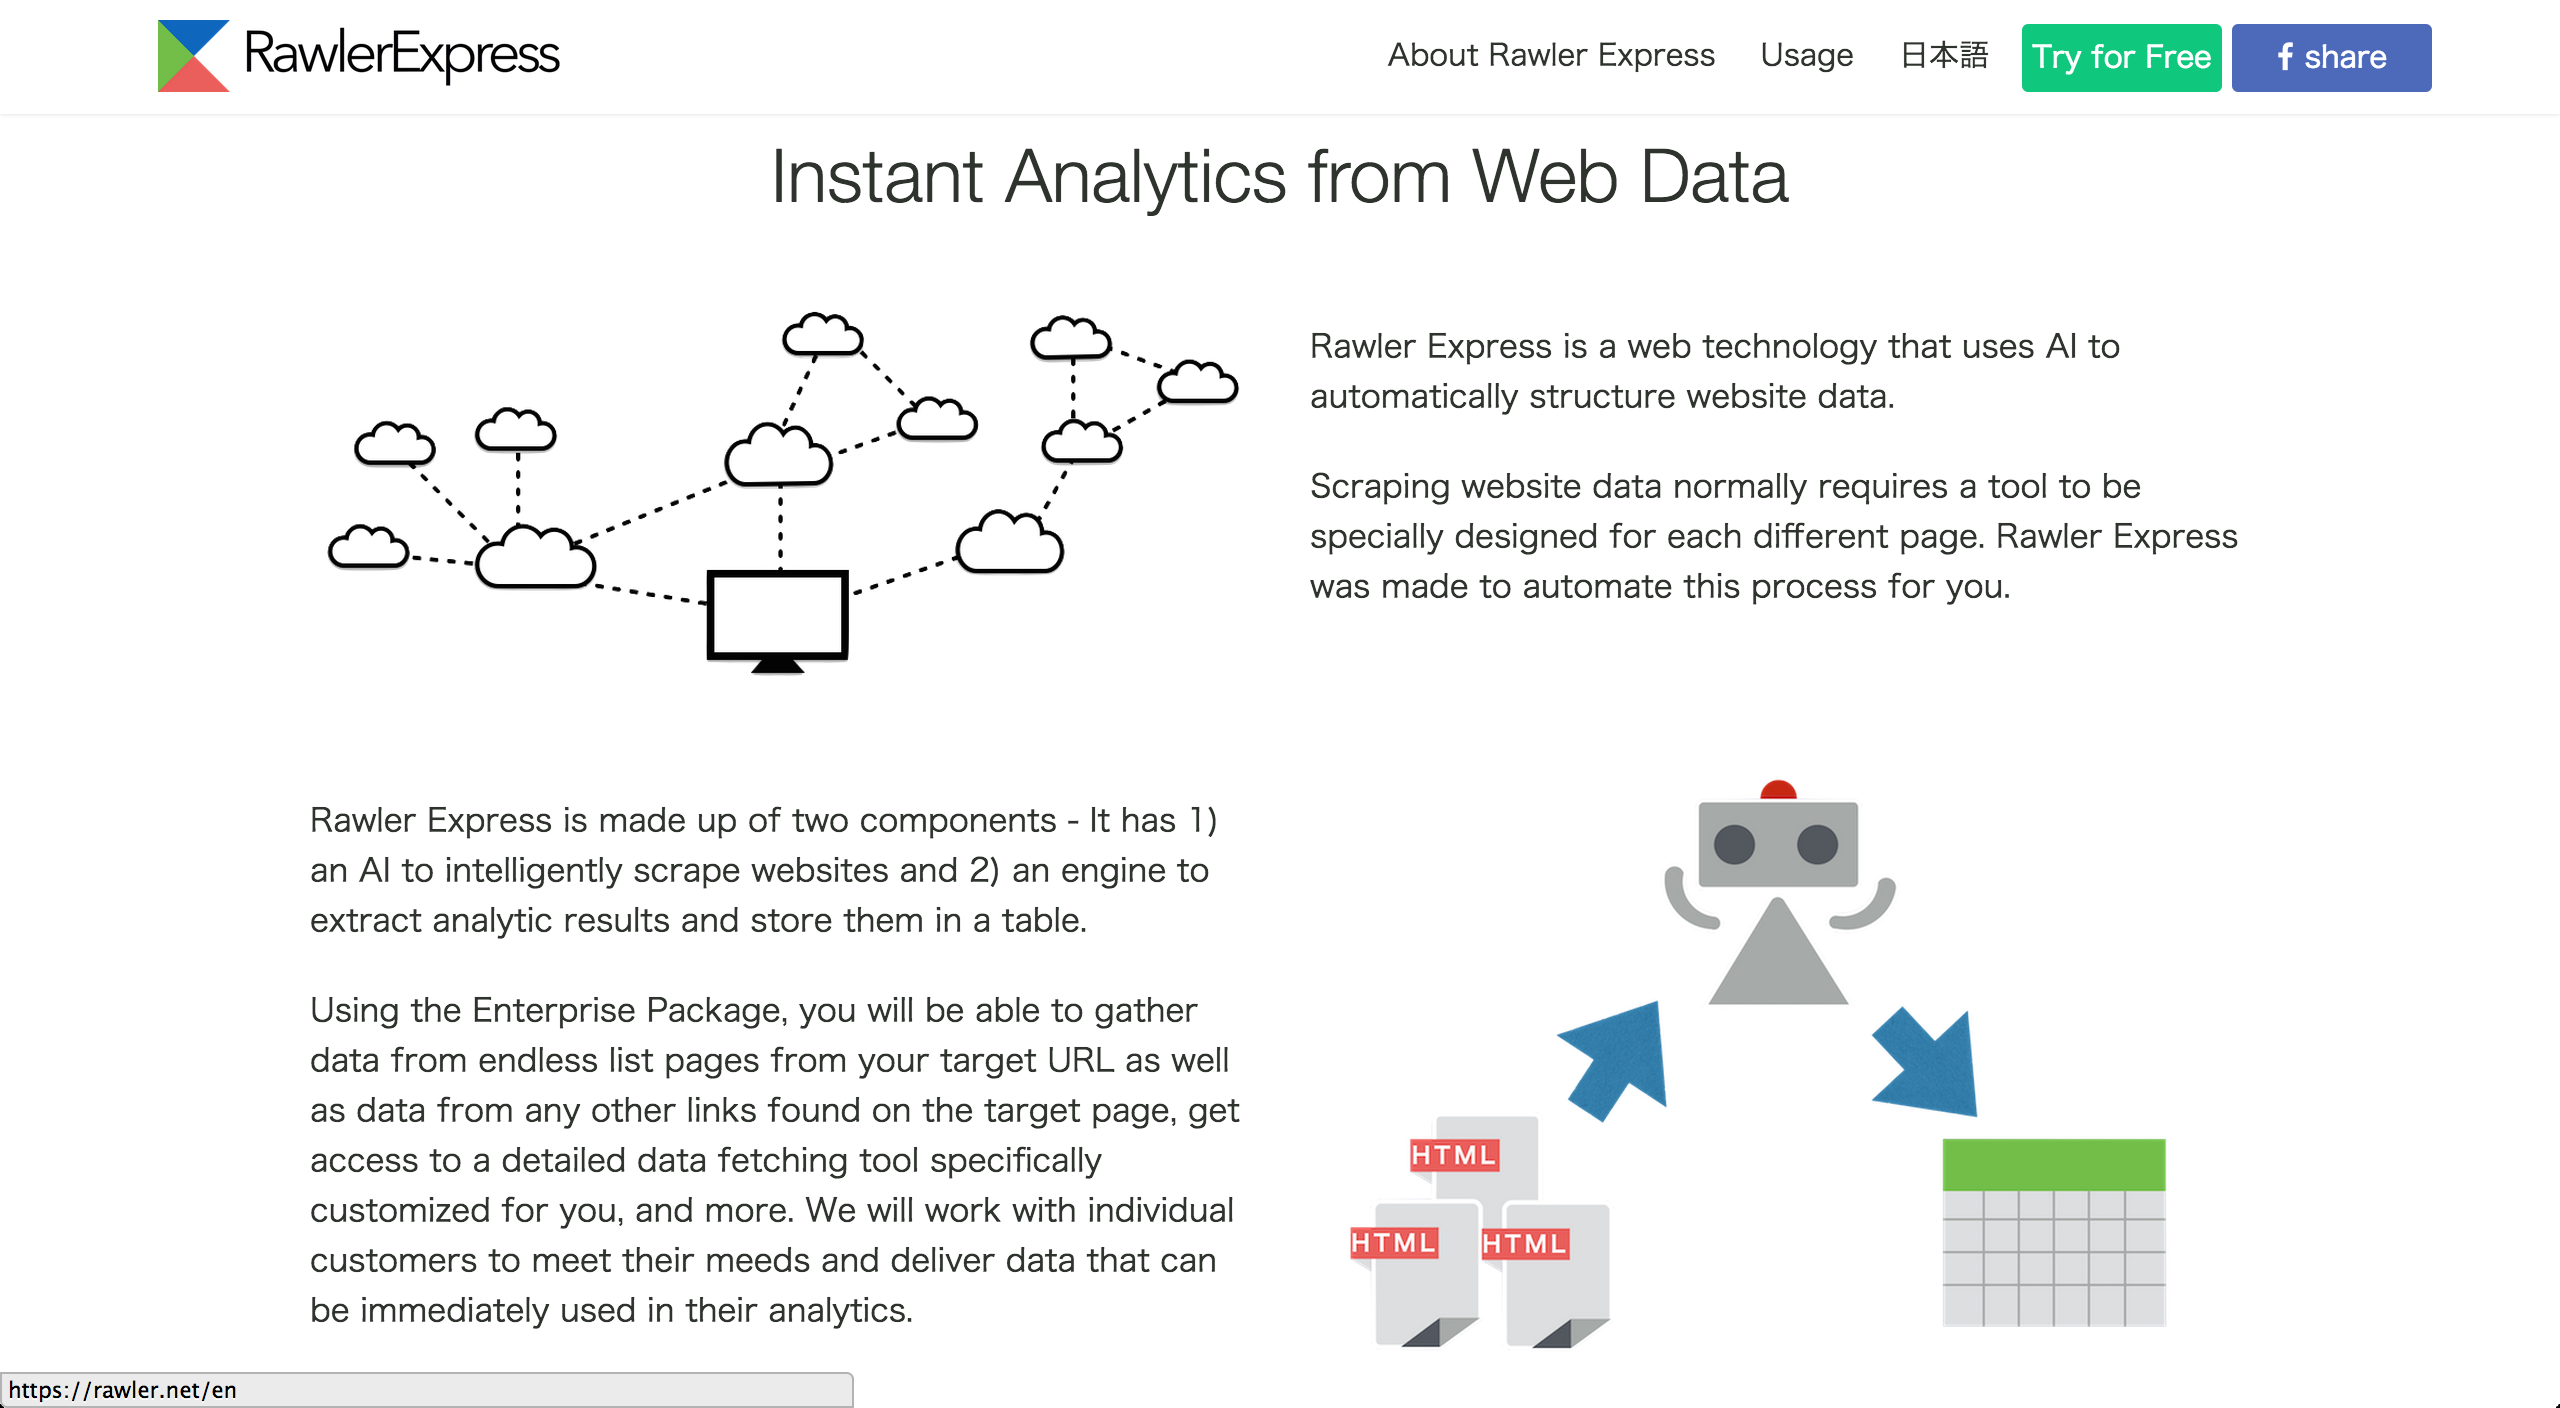 RawlerExpress
About Rawler Express
Usage
日本語
Try for Free
f share
Instant Analytics from Web Data
Rawler Express is a web technology that uses AI to
automatically structure website data.
Scraping website data normally requires a tool to be
specially designed for each different page. Rawler Express
was made to automate this process for you.
Rawler Express is made up of two components - It has 1)
an AI to intelligently scrape websites and 2) an engine to
extract analytic results and store them in a table.
Using the Enterprise Package, you will be able to gather
data from endless list pages from your target URL as well
as data from any other links found on the target page, get
access to a detailed data fetching tool specifically
customized for you, and more. We will work with individual
customers to meet their meeds and deliver data that can
be immediately used in their analytics.
HTML
HTML
HTML
https://rawler.net/en